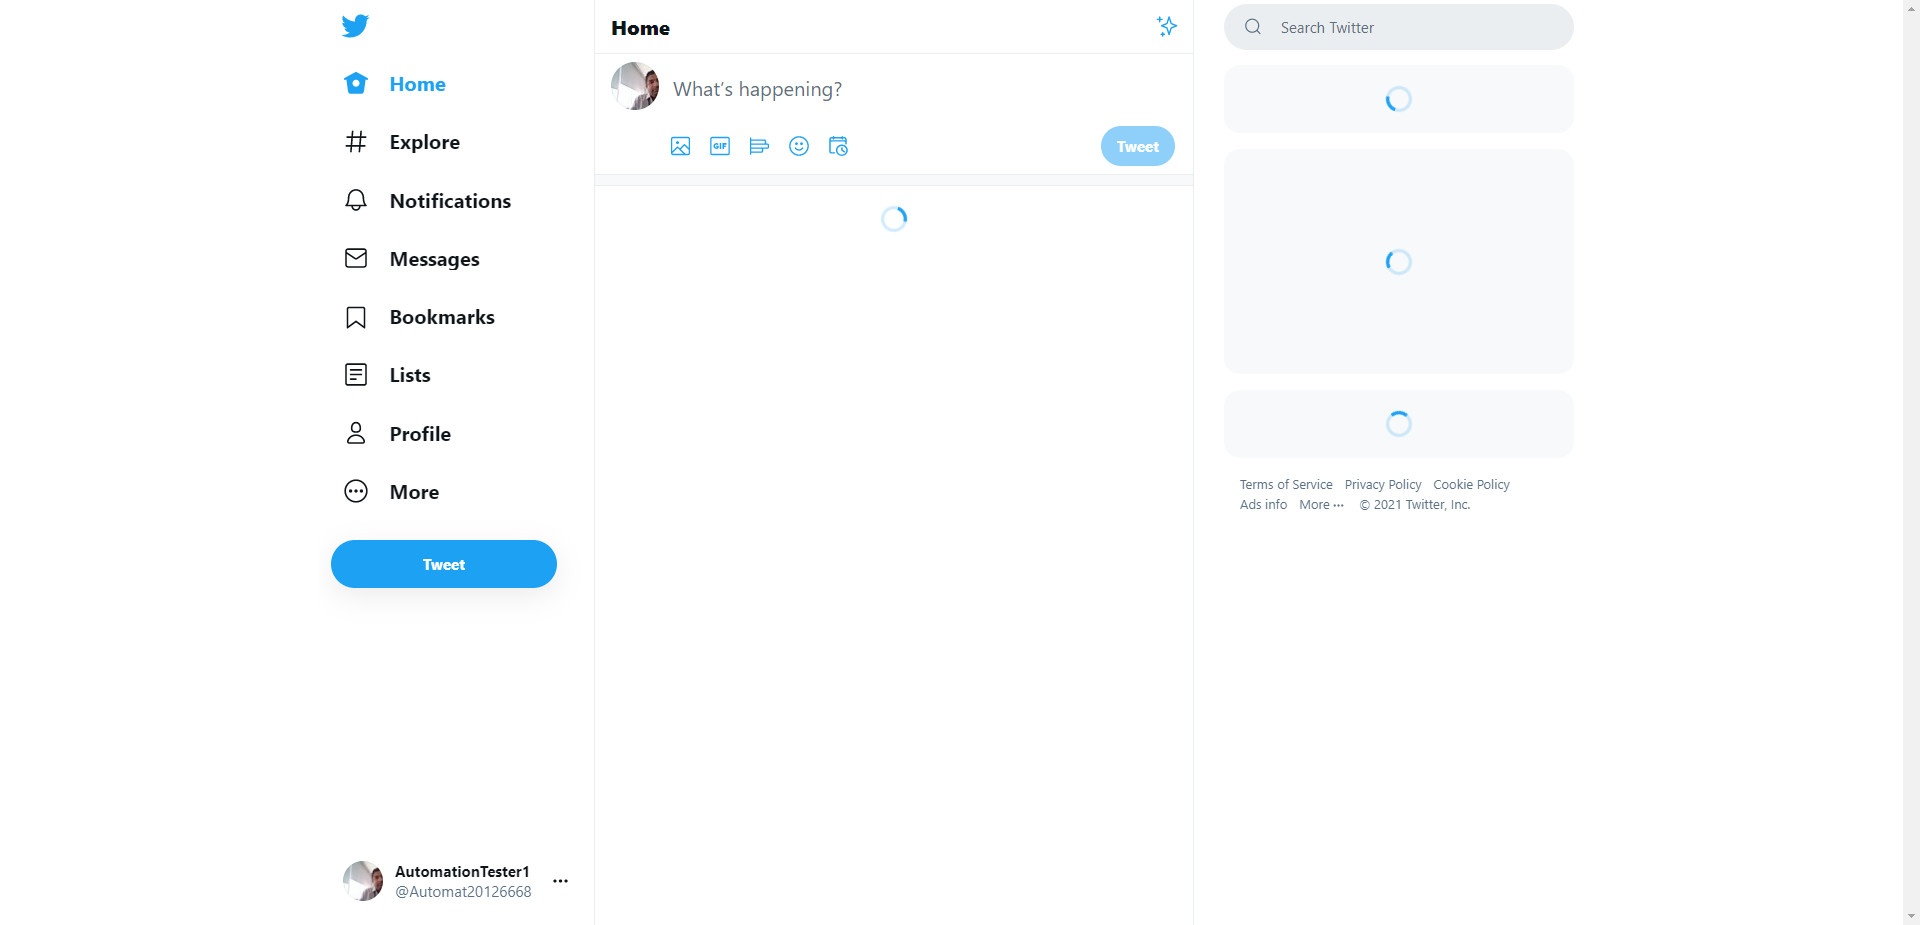 Home
Explore
Notifications
Messages
Bookmarks
Lists
Profile
More
Tweet
AutomationTester1
@Automat20126668
Home
What's happening?
GIF
Tweet
Search Twitter
Terms of Service Privacy Policy Cookie Policy
Ads info More ··· © 2021 Twitter, Inc.